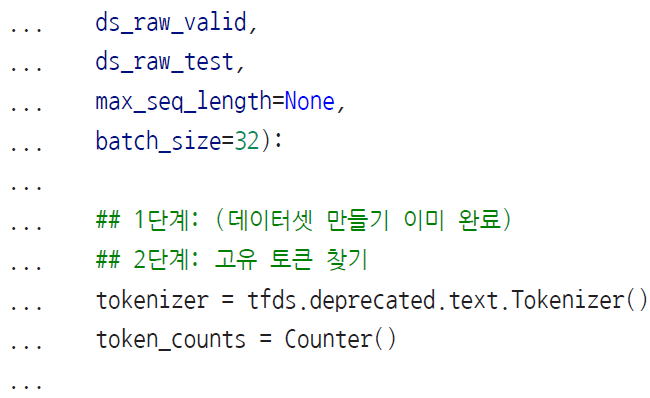 ...    ds_raw_valid,
...    ds_raw_test,
...    max_seq_length=None,
...    batch_size=32):
...
...    ## 1단계: (데이터셋 만들기 이미 완료)
...    ## 2단계: 고유 토큰 찾기
...    tokenizer = tfds.deprecated.text.Tokenizer()
...    token_counts = Counter()
...